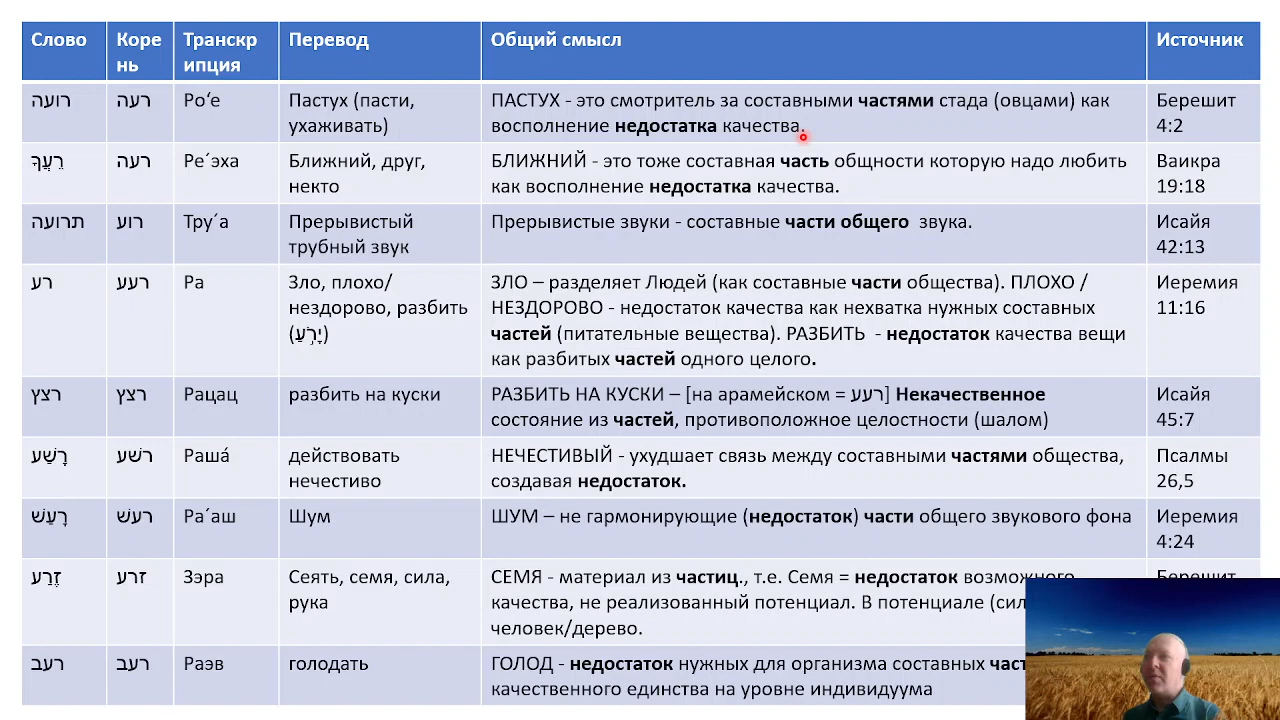 Слово Коре Транскр Перевод Общий смысл Источник
нь ипция
רועה רעה Ро‘е Пастух (пасти, ПАСТУХ - это смотритель за составными частями стада (овцами) как Берешит
ухаживать) восполнение недостатка качества. 4:2
רֵעֲךָ רעה Ре´эха Ближний, друг, БЛИЖНИЙ - это тоже составная часть общности которую надо любить Ваикра
некто как восполнение недостатка качества. 19:18
תרועה רוע Тру´а Прерывистый Прерывистые звуки - составные части общего звука. Исайя
трубный звук 42:13
רע רעע Ра Зло, плохо/ ЗЛО – разделяет Людей (как составные части общества). ПЛОХО / Иеремия
нездорово, разбить НЕЗДОРОВО - недостаток качества как нехватка нужных составных 11:16
(יָרֹעַ) частей (питательные вещества). РАЗБИТЬ - недостаток качества вещи
как разбитых частей одного целого.
רצץ רצץ Рацац разбить на куски РАЗБИТЬ НА КУСКИ – [на арамейском = רעע] Некачественное Исайя
состояние из частей, противоположное целостности (шалом) 45:7
רָשַׁע רשע Раша́ действовать НЕЧЕСТИВЫЙ - ухудшает связь между составными частями общества, Псалмы
нечестиво создавая недостаток. 26,5
רָעַשׁ רעש Ра´аш Шум ШУМ – не гармонирующие (недостаток) части общего звукового фона Иеремия
4:24
זֶרַע זרע Зэра Сеять, семя, сила, СЕМЯ - материал из частиц., т.е. Семя = недостаток возможного Берешит
рука качества, не реализованный потенциал. В потенциале (сил
человек/дерево.
רעב רעב Раэв голодать ГОЛОД - недостаток нужных для организма составных част
качественного единства на уровне индивидуума